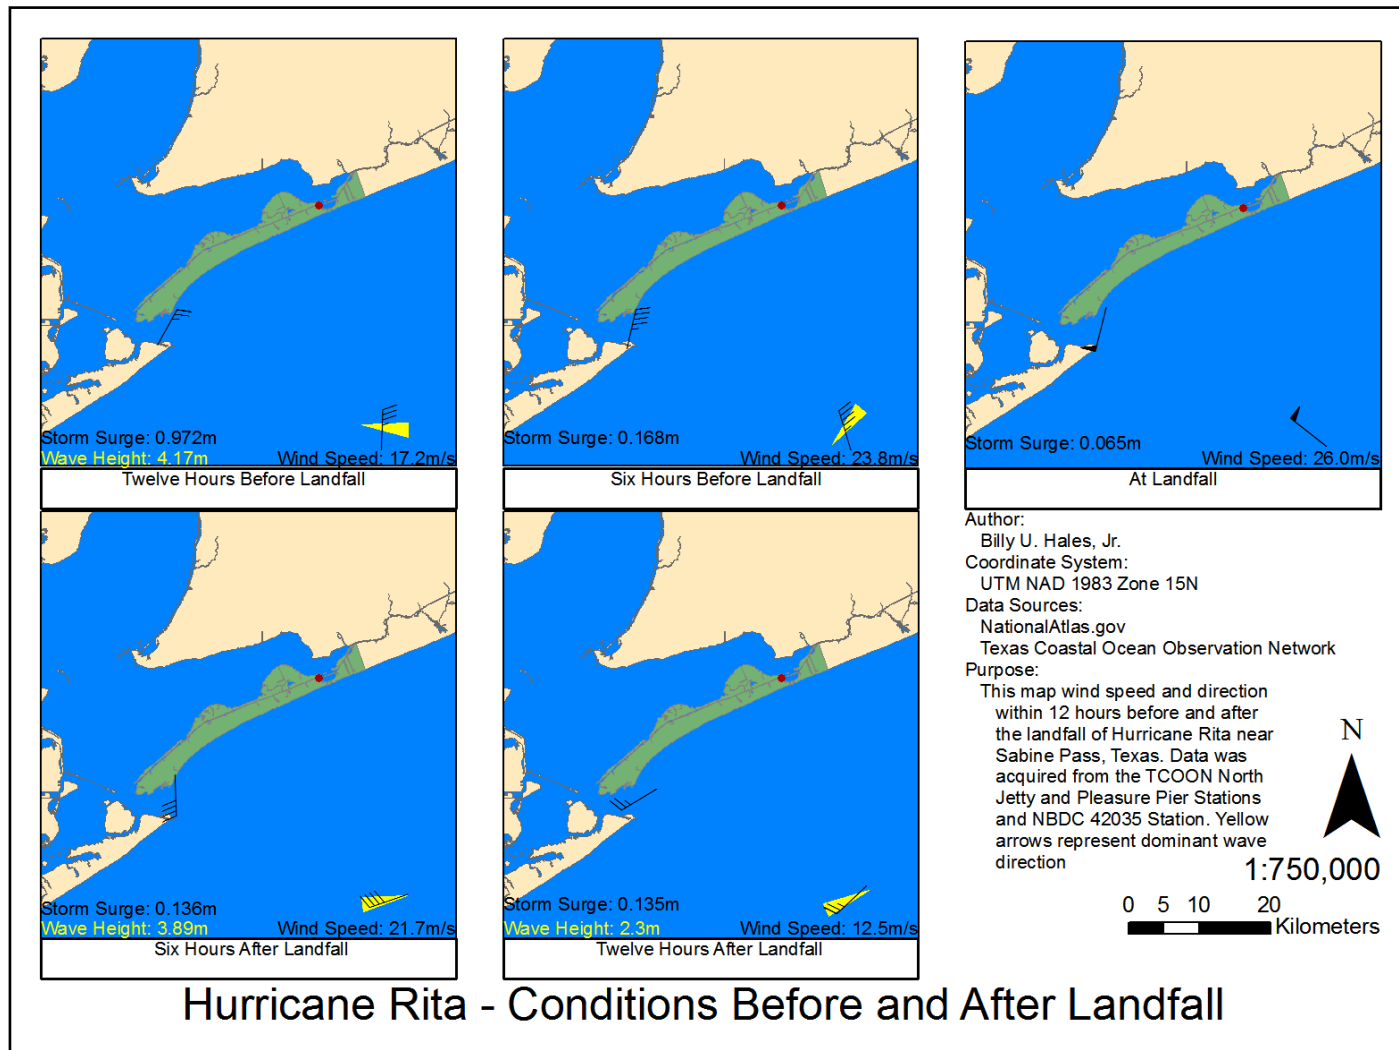 Storm Surge: 0.972m
Wave Height: 4.17m
Wind Speed: 17.2m/s
Twelve Hours Before Landfall
Storm Surge: 0.168m
Wind Speed: 23.8m/s
Six Hours Before Landfall
Storm Surge: 0.065m
Wind Speed: 26.0m/s
At Landfall
Storm Surge: 0.136m
Wave Height: 3.89m
Wind Speed: 21.7m/s
Six Hours After Landfall
Storm Surge: 0.135m
Wave Height: 2.3m
Wind Speed: 12.5m/s
Twelve Hours After Landfall
Author:
Billy U. Hales, Jr.
Coordinate System:
UTM NAD 1983 Zone 15N
Data Sources:
NationalAtlas.gov
Texas Coastal Ocean Observation Network
Purpose:
This map wind speed and direction
within 12 hours before and after
the landfall of Hurricane Rita near
Sabine Pass, Texas. Data was
acquired from the TCOON North
Jetty and Pleasure Pier Stations
and NBDC 42035 Station. Yellow
arrows represent dominant wave
direction
N
1:750,000
0 5 10 20
Kilometers
Hurricane Rita - Conditions Before and After Landfall